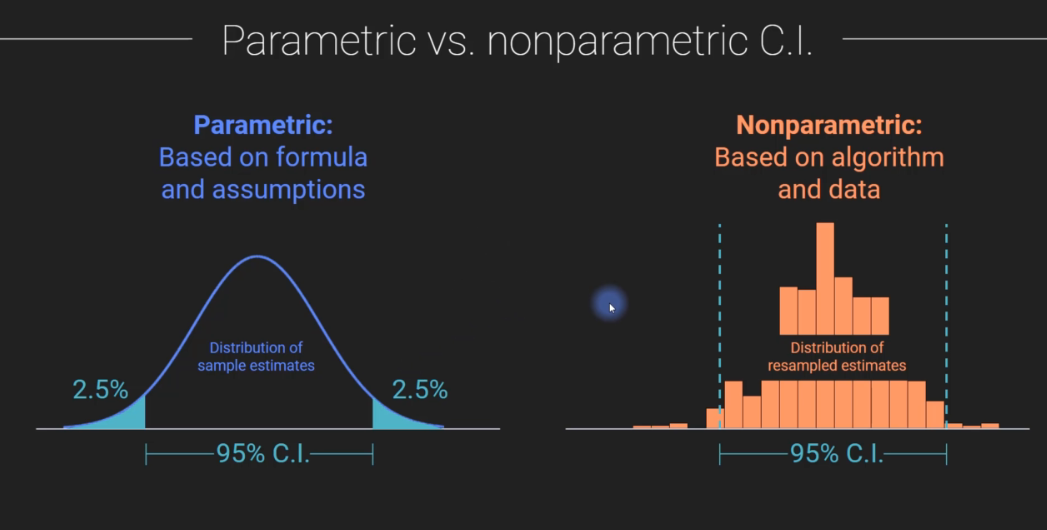 Parametric vs. nonparametric C.I.
Parametric:
Based on formula
and assumptions
Distribution of
sample estimates
2.5%
2.5%
95% C.I.
Nonparametric:
Based on algorithm
and data
Distribution of
resampled estimates
95% C.I.